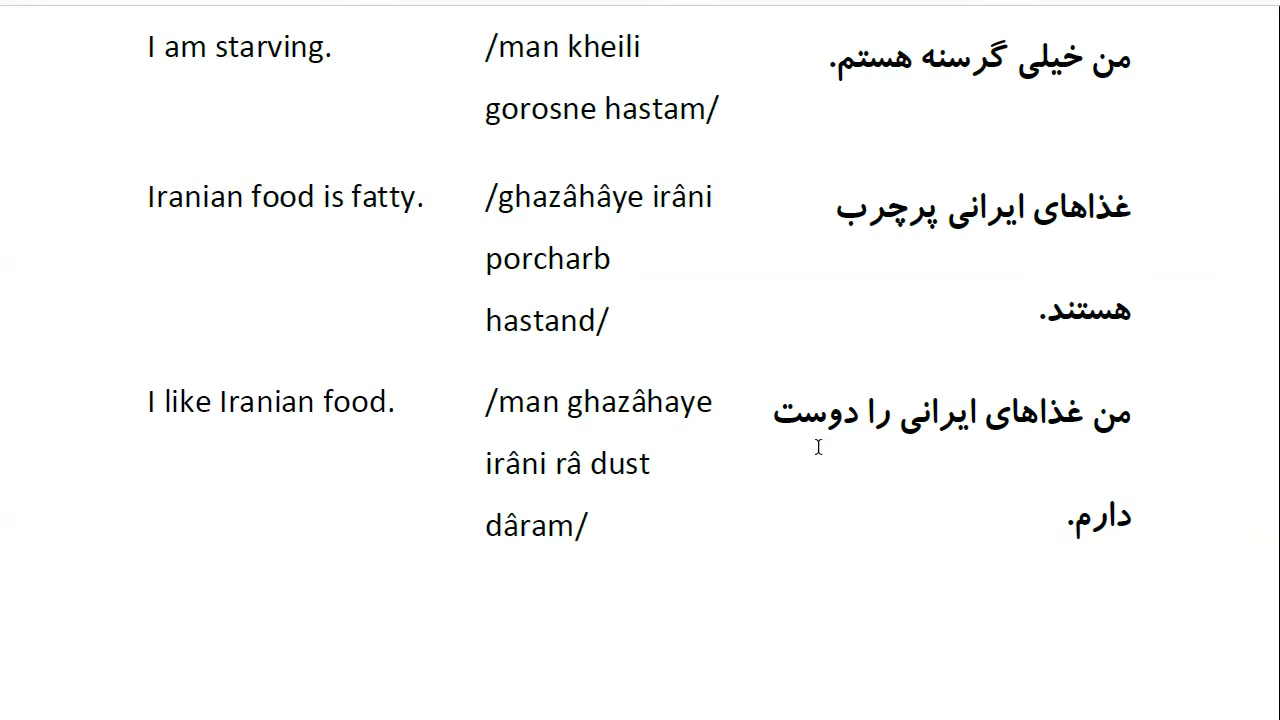 I am starving.
/man kheili
gorosne hastam/
من خیلی گرسنه هستم.
Iranian food is fatty.
/ghazâhâye irâni
porcharb
hastand/
غذاهای ایرانی پرچرب
هستند.
I like Iranian food.
/man ghazâhaye
irâni râ dust
dâram/
من غذاهای ایرانی را دوست
دارم.